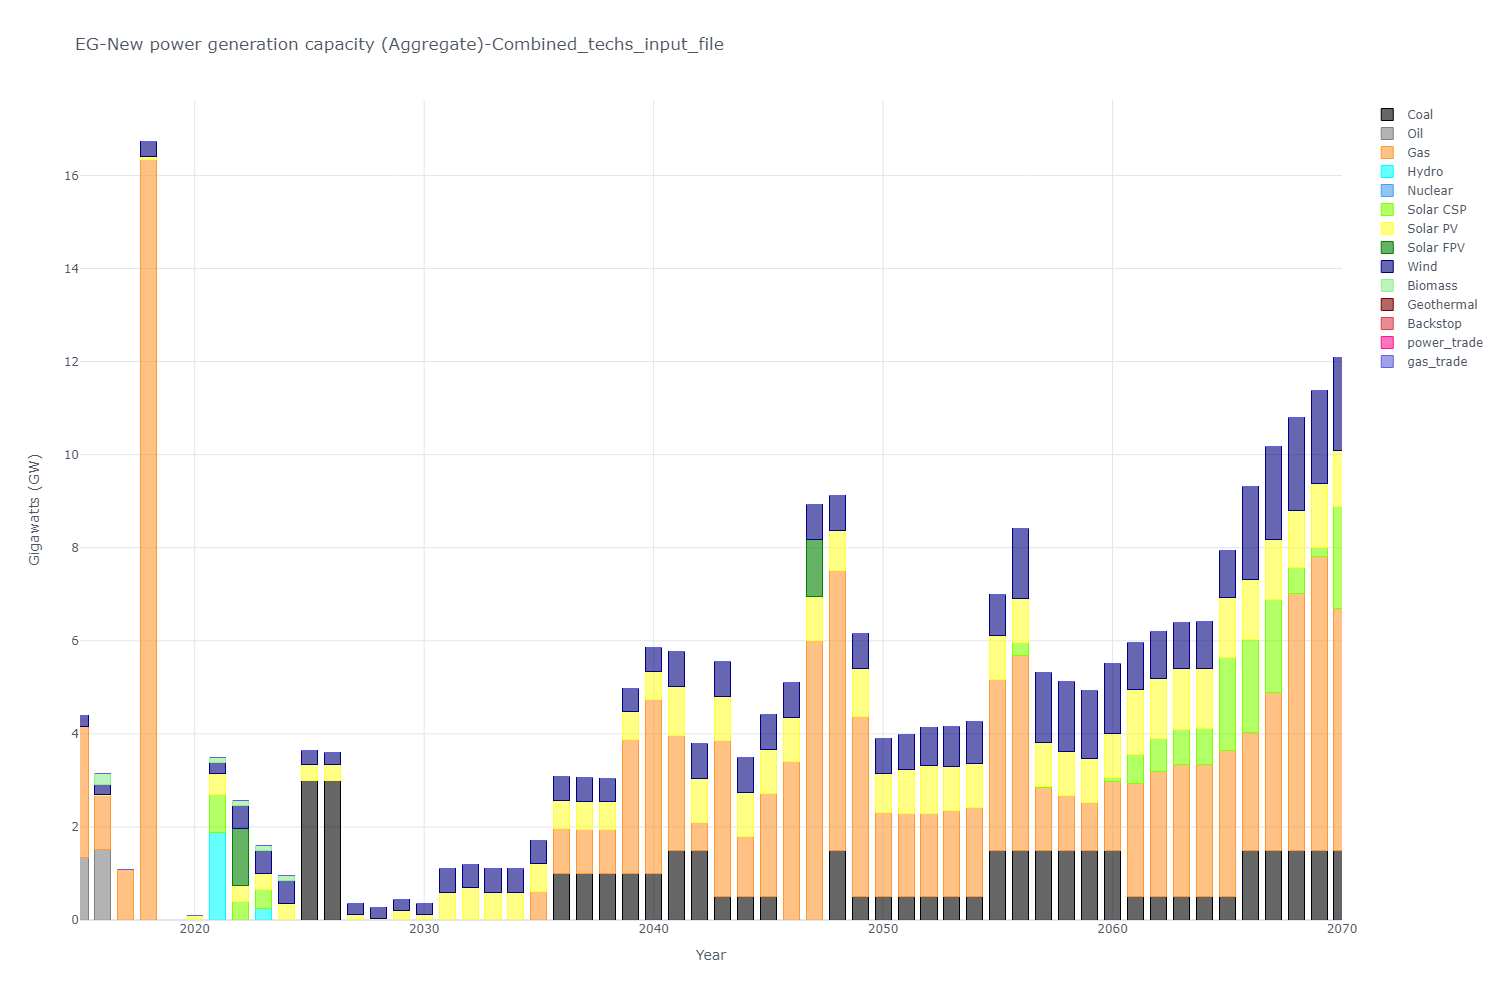 EG-New power generation capacity (Aggregate)-Combined_techs_input_file
Coal
Oil
Gas
Hydro
Nuclear
Solar CSP
Solar PV
Solar FPV
Wind
Biomass
Geothermal
Backstop
power_trade
gas_trade
Gigawatts (GW)
16
14
12
10
8
6
4
2
0
2020
2030
2040
2050
2060
2070
Year